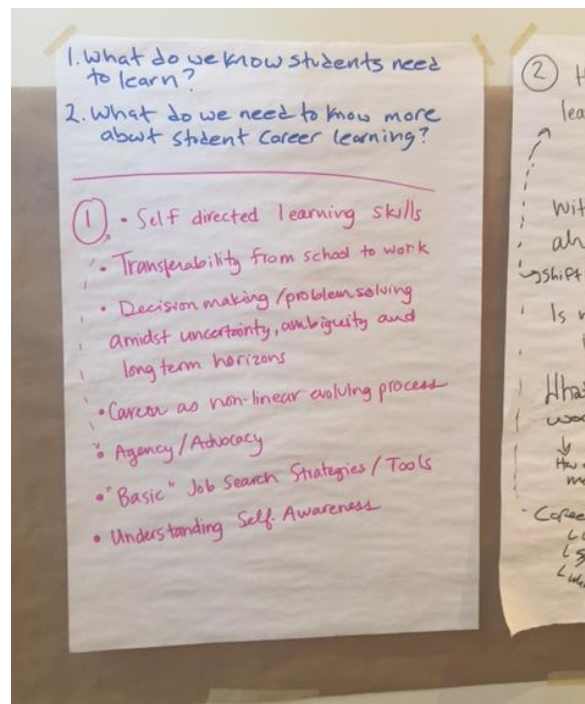 1. What do we know students need
to learn?
2. What do we need to know more
about student career learning?
1 • Self directed learning skills
• Transferability from school to work
• Decision making / problem solving
amidst uncertainty, ambiguity and
long term horizons
• Career as non-linear evolving process
• Agency / Advocacy
• "Basic" Job Search Strategies / Tools
• Understanding Self-Awareness
2
shift
Is